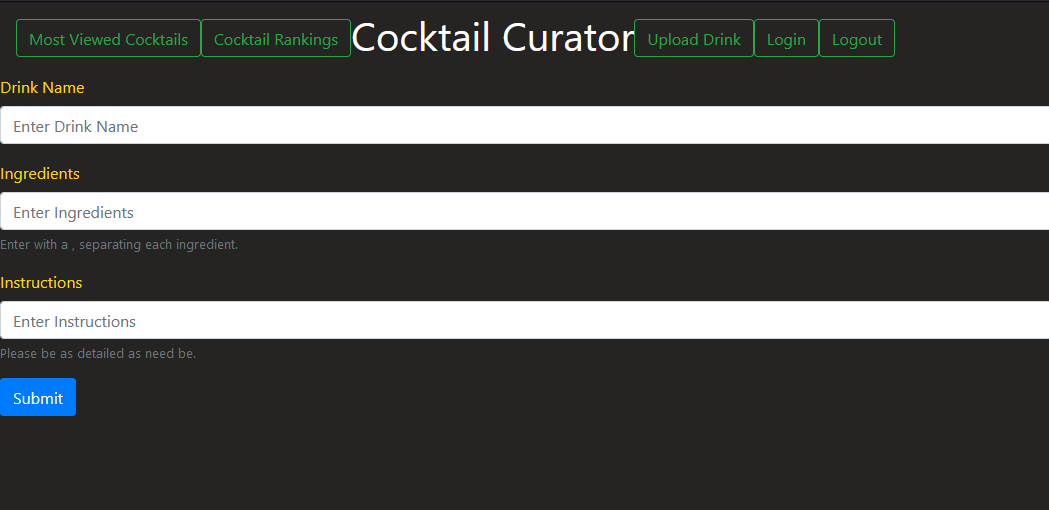 Most Viewed Cocktails Cocktail Rankings Cocktail Curator Upload Drink Login Logout
Drink Name
Enter Drink Name
Ingredients
Enter Ingredients
Enter with a , separating each ingredient.
Instructions
Enter Instructions
Please be as detailed as need be.
Submit